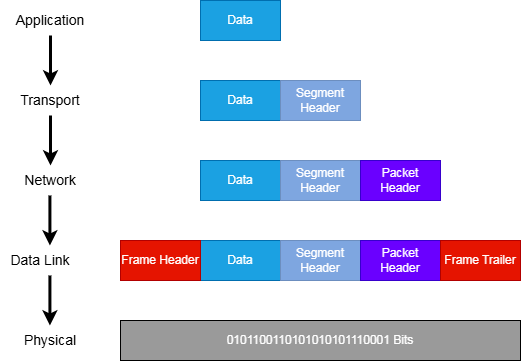 Application
Data
Transport
Data
Segment
Header
Network
Data
Segment
Header
Packet
Header
Data Link
Frame Header
Data
Segment
Header
Packet
Header
Frame Trailer
Physical
0101100110101010101110001 Bits